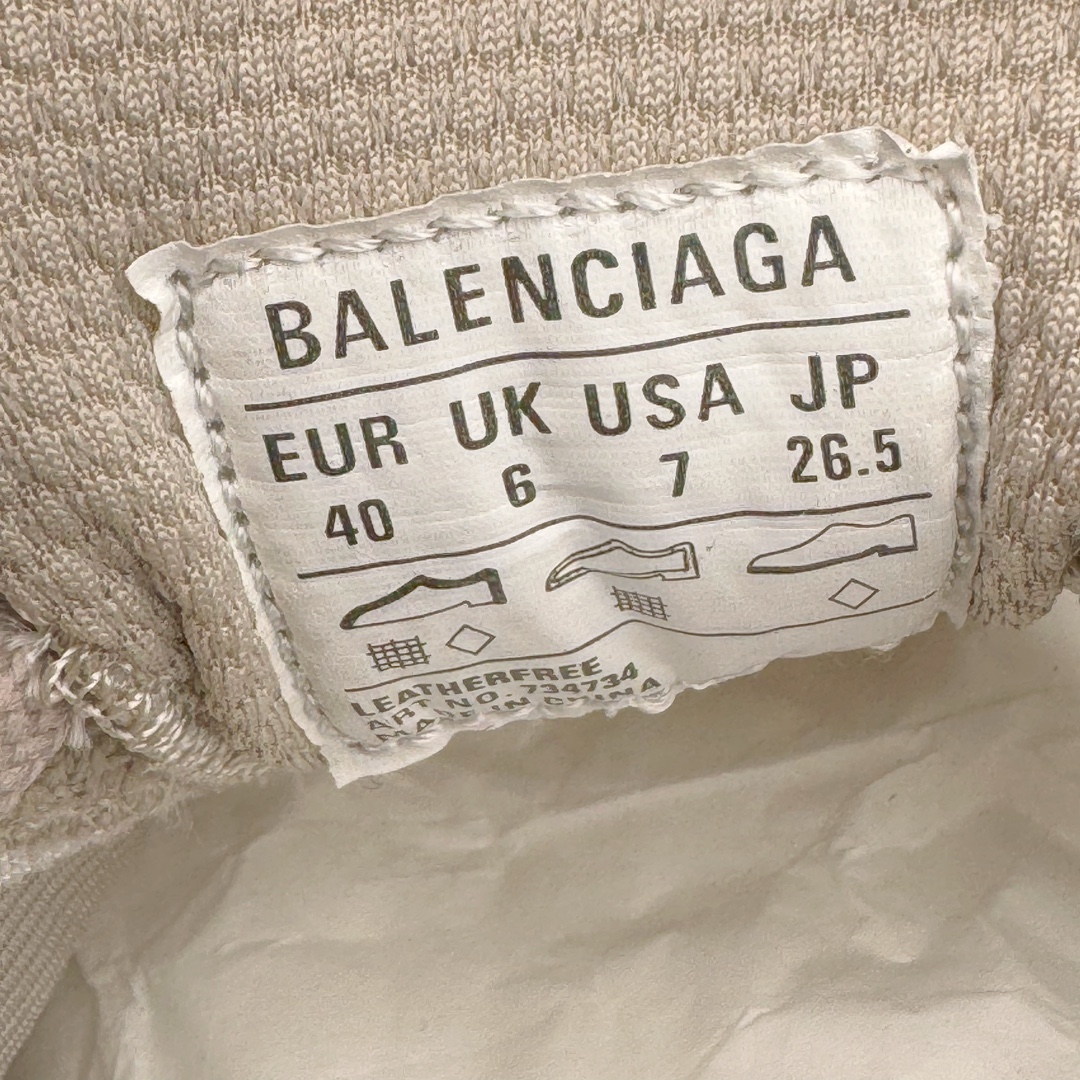 BALENCIAGA
EUR UK USA JP
40 6 7 26.5
LEATHERFREE
ART NO. 734734
MADE IN CHINA